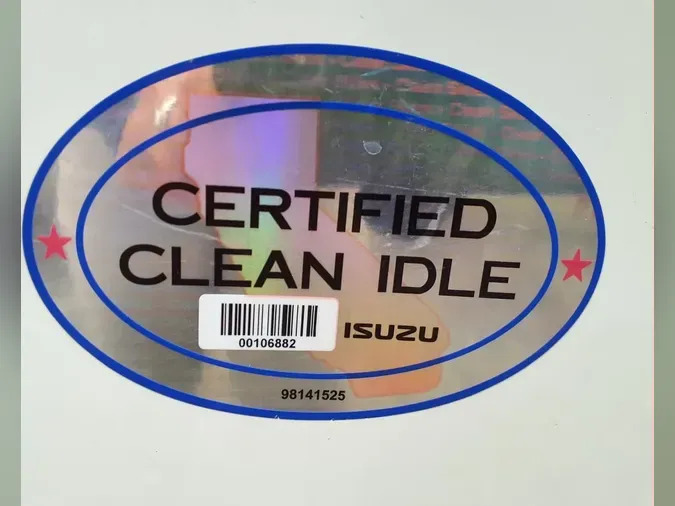 CERTIFIED
CLEAN IDLE
00106882
ISUZU
98141525